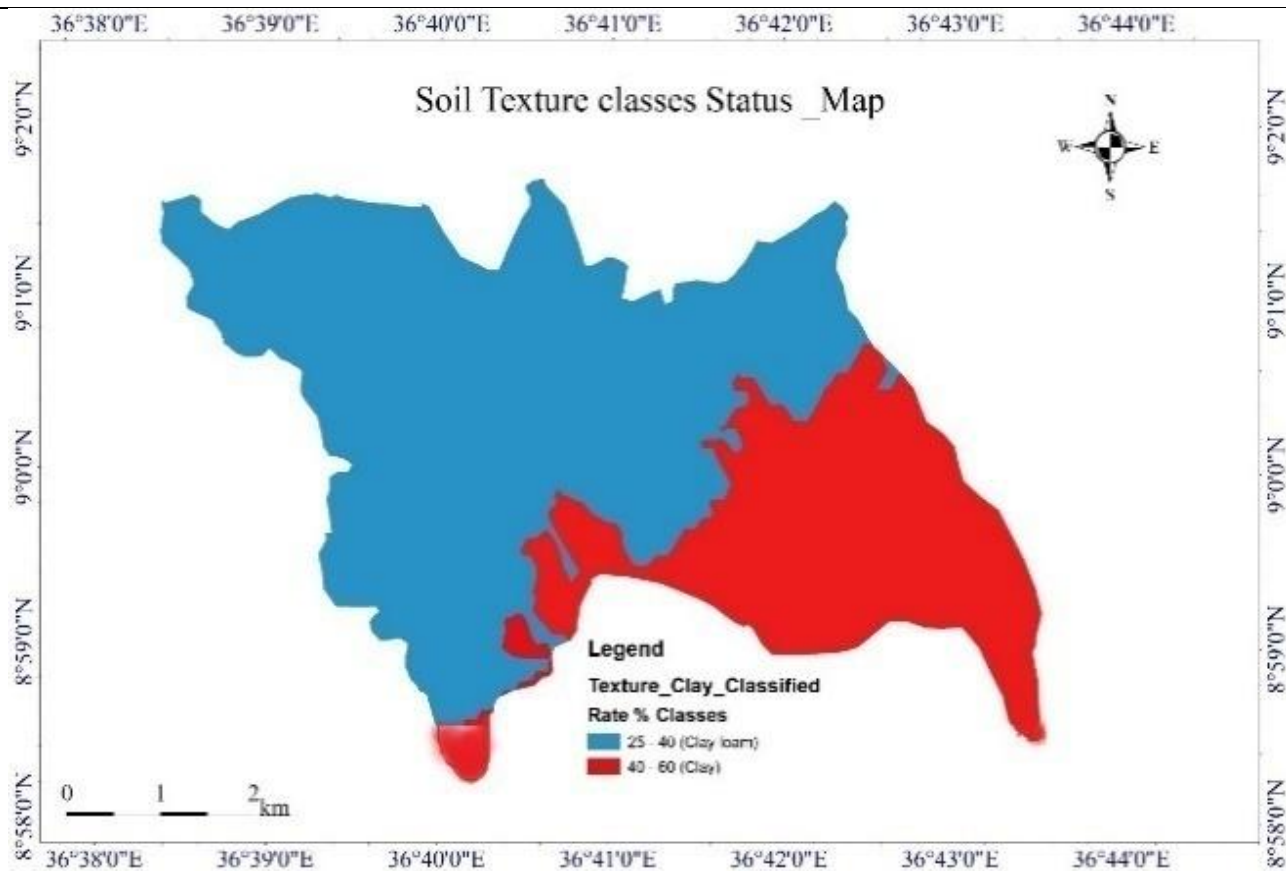 36°38'0"E 36°39'0"E 36°40'0"E 36°41'0"E 36°42'0"E 36°43'0"E 36°44'0"E
Soil Texture classes Status _Map
N
W E
S
9°2'0"N
9°1'0"N
9°0'0"N
8°59'0"N
8°58'0"N
9°2'0"N
9°1'0"N
9°0'0"N
8°59'0"N
8°58'0"N
Legend
Texture_Clay_Classified
Rate % Classes
25 - 40 (Clay loam)
40 - 60 (Clay)
0 1 2
km
36°38'0"E 36°39'0"E 36°40'0"E 36°41'0"E 36°42'0"E 36°43'0"E 36°44'0"E